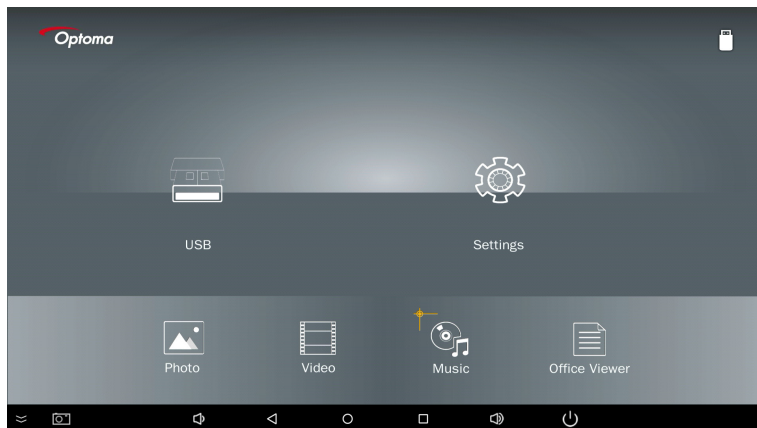 Optoma
USB
Settings
Photo
Video
Music
Office Viewer